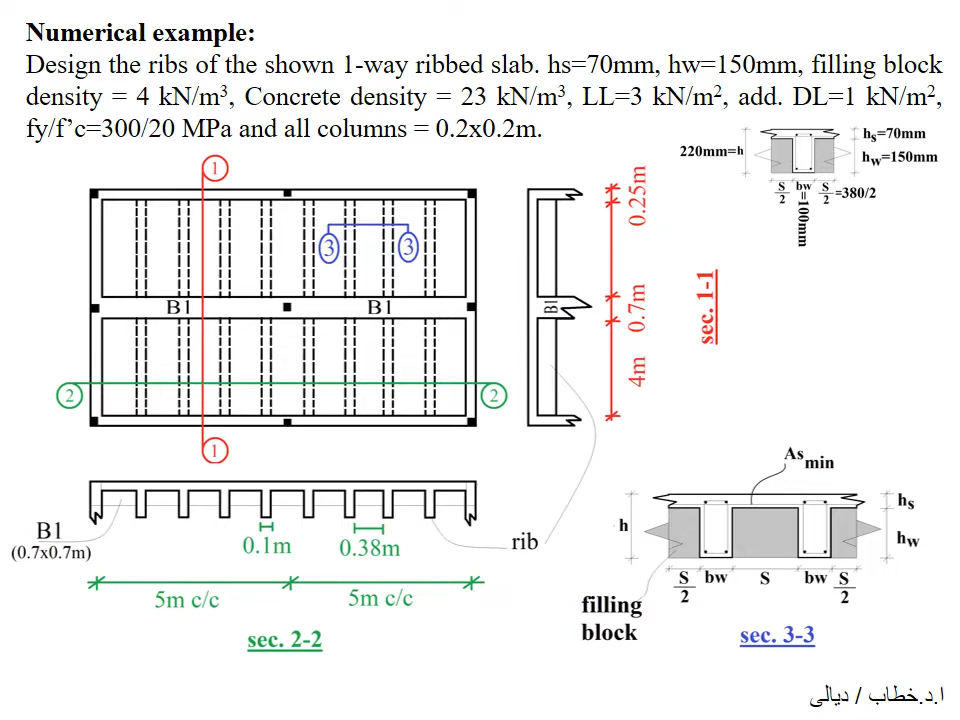 Numerical example:
Design the ribs of the shown 1-way ribbed slab. hs=70mm, hw=150mm, filling block
density = 4 kN/m³, Concrete density = 23 kN/m³, LL=3 kN/m², add. DL=1 kN/m²,
fy/f’c=300/20 MPa and all columns = 0.2x0.2m.
220mm=h
hs=70mm
hw=150mm
S/2 bw S/2 =380/2
=100mm
1
3 3
B1 B1
2 2
1
B1
0.25m
0.7m
4m
sec. 1-1
B1
(0.7x0.7m)
0.1m
0.38m
rib
5m c/c
5m c/c
sec. 2-2
As min
h
hs
hw
S/2 bw S bw S/2
filling
block
sec. 3-3
ا.د.خطاب / ديالى